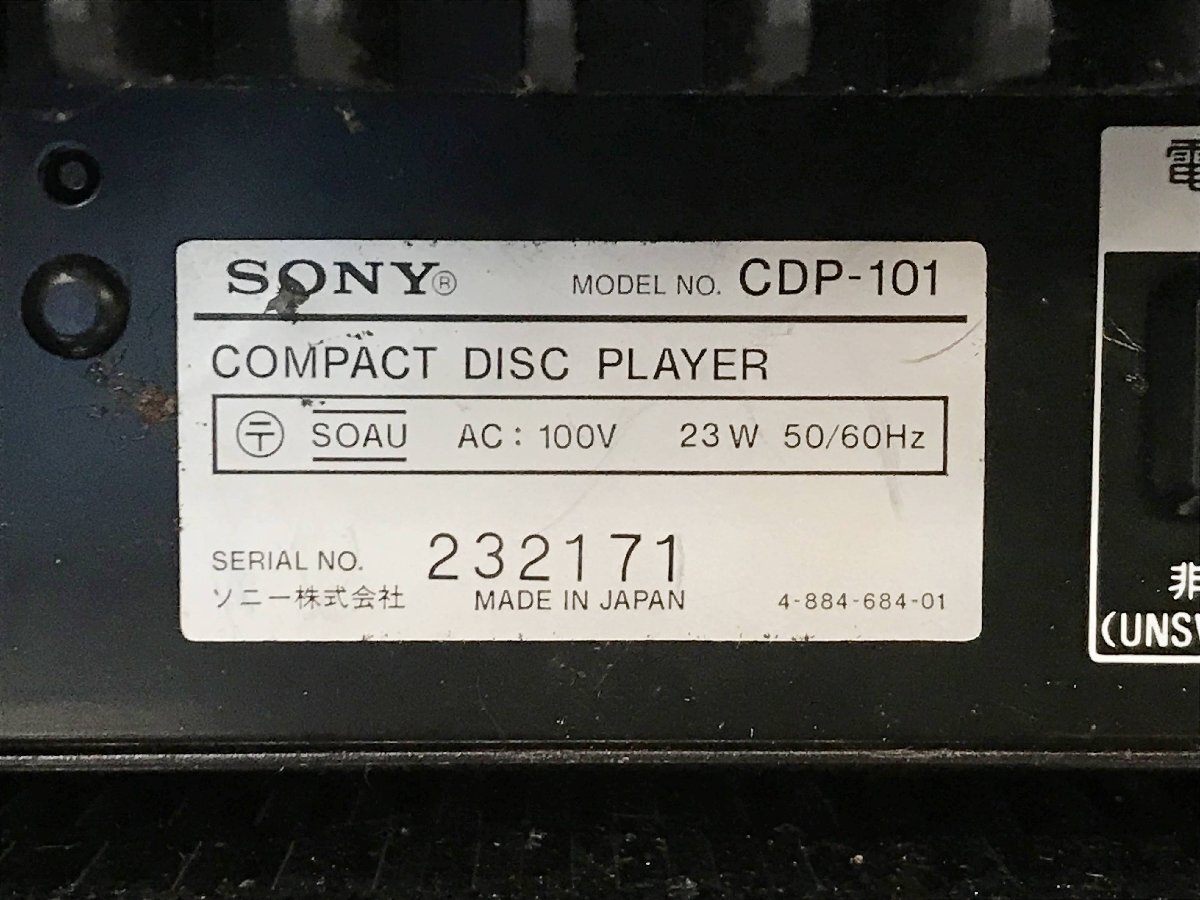 SONY® MODEL NO. CDP-101
COMPACT DISC PLAYER
〒 SOAU AC: 100V 23W 50/60Hz
SERIAL NO. 232171
ソニー株式会社 MADE IN JAPAN 4-884-684-01
電
非
(UNSW